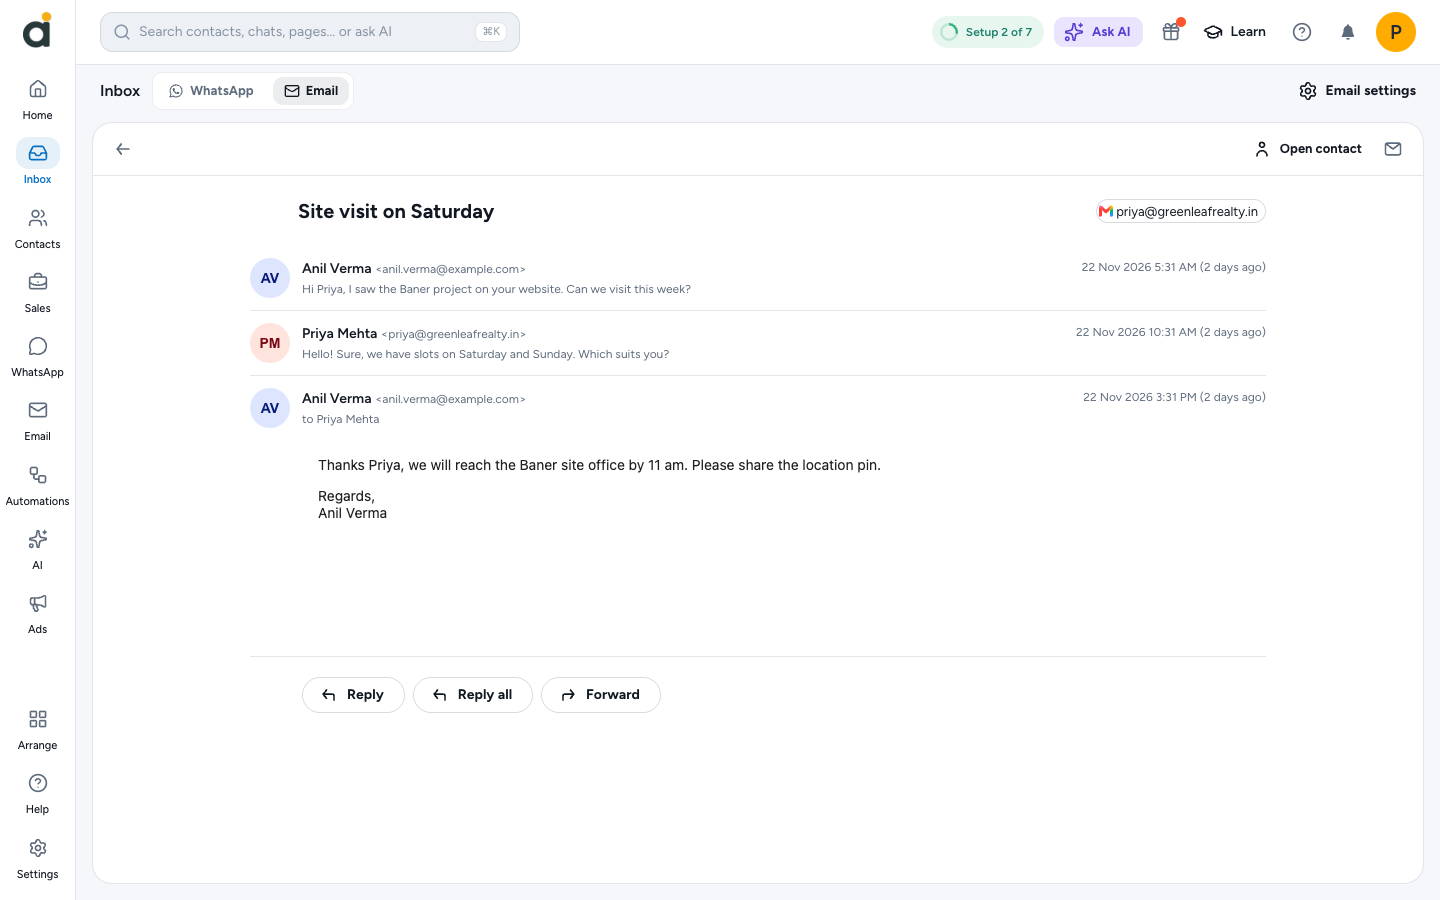 Search contacts, chats, pages... or ask AI
⌘K
Setup 2 of 7
Ask AI
Learn
P
Home
Inbox
Contacts
Sales
WhatsApp
Email
Automations
AI
Ads
Arrange
Help
Settings
Inbox
WhatsApp
Email
Email settings
Open contact
Site visit on Saturday
priya@greenleafrealty.in
AV
Anil Verma <anil.verma@example.com>
22 Nov 2026 5:31 AM (2 days ago)
Hi Priya, I saw the Baner project on your website. Can we visit this week?
PM
Priya Mehta <priya@greenleafrealty.in>
22 Nov 2026 10:31 AM (2 days ago)
Hello! Sure, we have slots on Saturday and Sunday. Which suits you?
AV
Anil Verma <anil.verma@example.com>
22 Nov 2026 3:31 PM (2 days ago)
to Priya Mehta
Thanks Priya, we will reach the Baner site office by 11 am. Please share the location pin.
Regards,
Anil Verma
Reply
Reply all
Forward